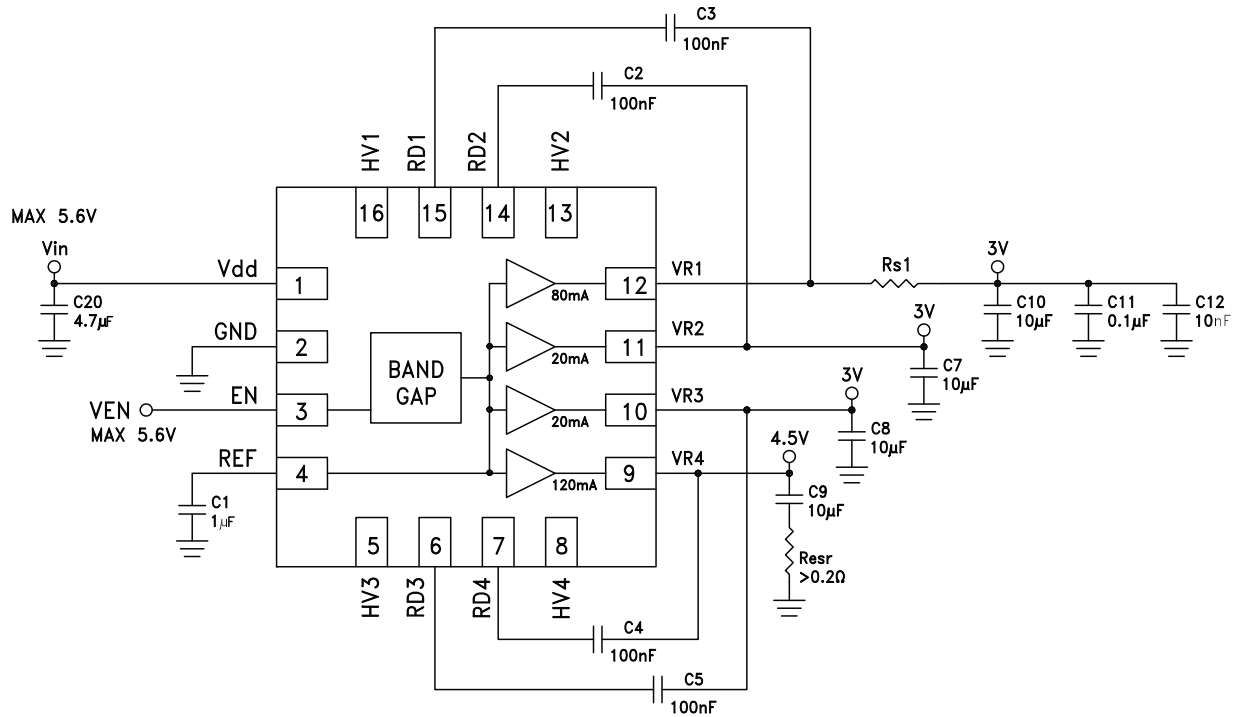 C3
100nF
C2
100nF
HV1
RD1
RD2
HV2
16
15
14
13
MAX 5.6V
Vin
C20
4.7μF
Vdd
1
GND
2
EN
3
VEN
MAX 5.6V
REF
4
C1
1μF
BAND
GAP
80mA
20mA
20mA
120mA
12
VR1
11
VR2
10
VR3
9
VR4
Rs1
3V
C10
10μF
C11
0.1μF
C12
10nF
3V
C7
10μF
3V
C8
10μF
4.5V
C9
10μF
Resr
>0.2Ω
5
6
7
8
HV3
RD3
RD4
HV4
C4
100nF
C5
100nF